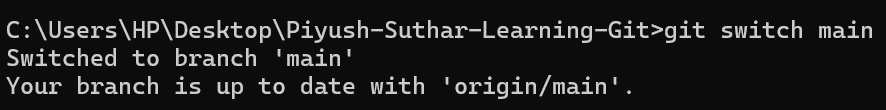 C:\Users\HP\Desktop\Piyush-Suthar-Learning-Git>git switch main
Switched to branch 'main'
Your branch is up to date with 'origin/main'.